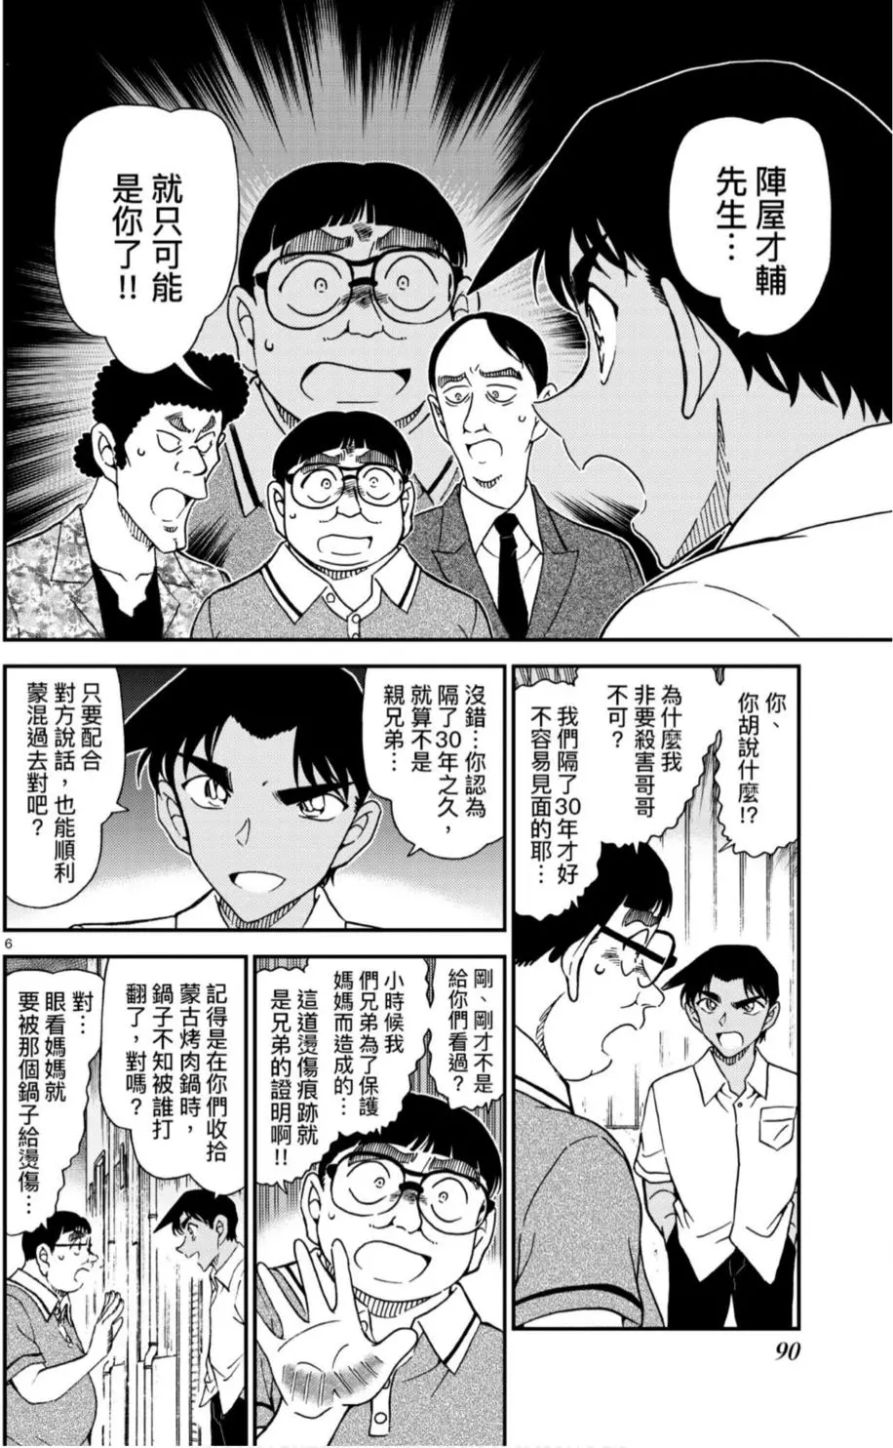 陣屋才輔
先生…
就只可能
是你了!!
你、
你胡說什麼!?
為什麼我
非要殺害哥哥
不可?
我們隔了30年才好
不容易見面的耶…
沒錯…你認為
隔了30年之久，
就算不是
親兄弟…
只要配合
對方說話，也能順利
蒙混過去對吧?
剛、剛才不是
給你們看過?
小時候我
們兄弟為了保護
媽媽而造成的…
這道燙傷痕跡就
是兄弟的證明啊!!
記得是在你們收拾
蒙古烤肉鍋時，
鍋子不知被誰打
翻了，對嗎?
對…
眼看媽媽就
要被那個鍋子給燙傷…
6
90